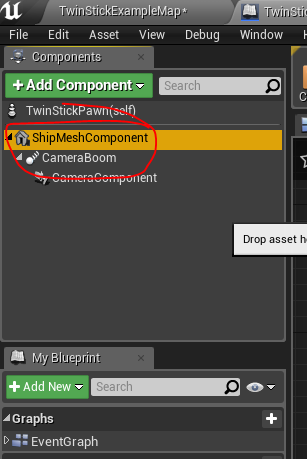 TwinStickExampleMap*
TwinStick
File Edit Asset View Debug Window
Components
+ Add Component
Search
TwinStickPawn(self)
ShipMeshComponent
CameraBoom
CameraComponent
Drop asset h
My Blueprint
+ Add New
Search
Graphs
EventGraph